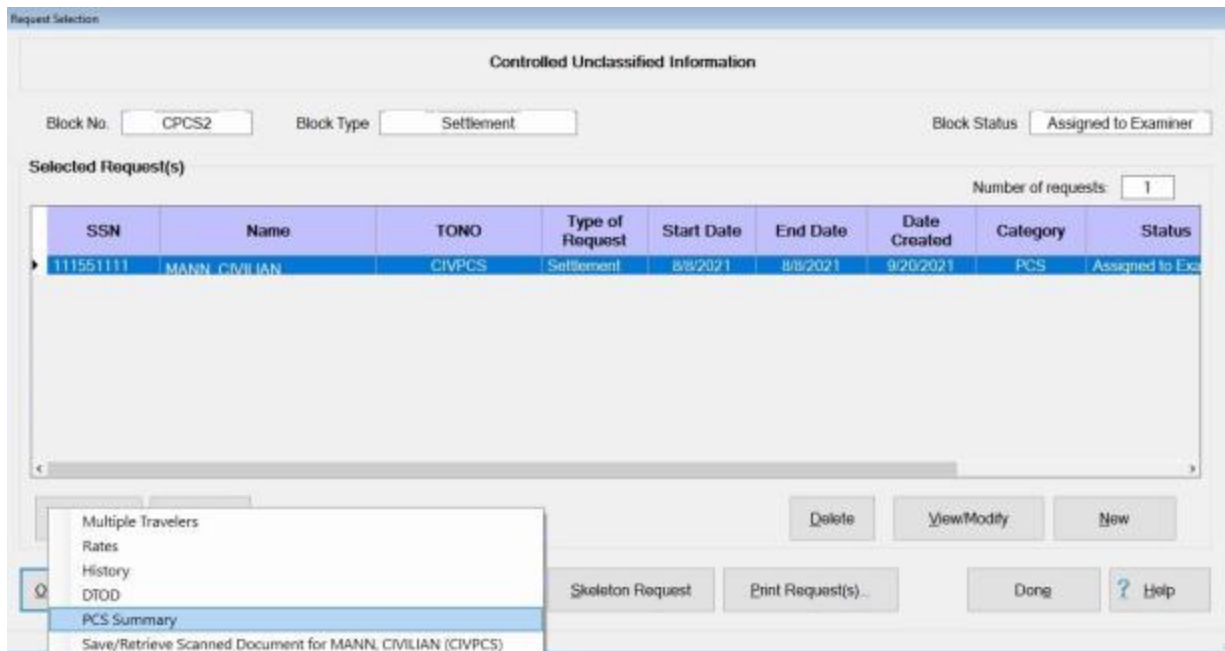 Request Selection
Controlled Unclassified Information
Block No. CPCS2 Block Type Settlement Block Status Assigned to Examiner
Selected Request(s)
Number of requests: 1
SSN Name TONO Type of Request Start Date End Date Date Created Category Status
111551111 MANN, CIVILIAN CIVPCS Settlement 8/8/2021 8/8/2021 9/20/2021 PCS Assigned to Exa
Delete View/Modify New
Multiple Travelers
Rates
History
DTOD
PCS Summary
Save/Retrieve Scanned Document for MANN, CIVILIAN (CIVPCS)
O Skeleton Request Print Request(s)... Done ? Help